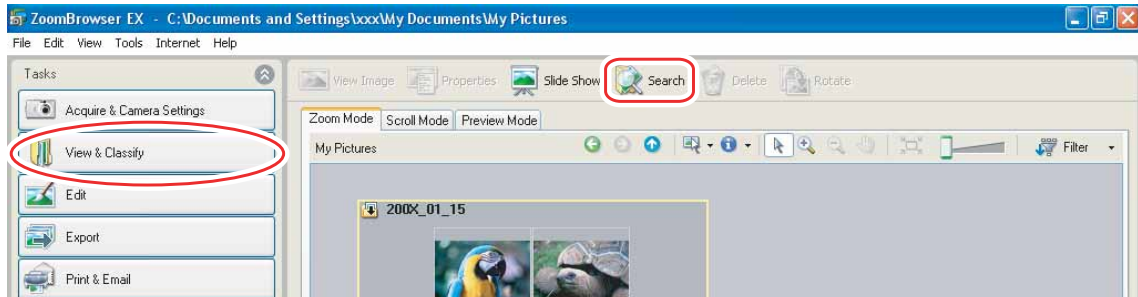 ZoomBrowser EX - C:\Documents and Settings\xxx\My Documents\My Pictures
File Edit View Tools Internet Help
Tasks
View Image Properties Slide Show Search Delete Rotate
Acquire & Camera Settings
Zoom Mode Scroll Mode Preview Mode
View & Classify
My Pictures
Filter
Edit
200X_01_15
Export
Print & Email